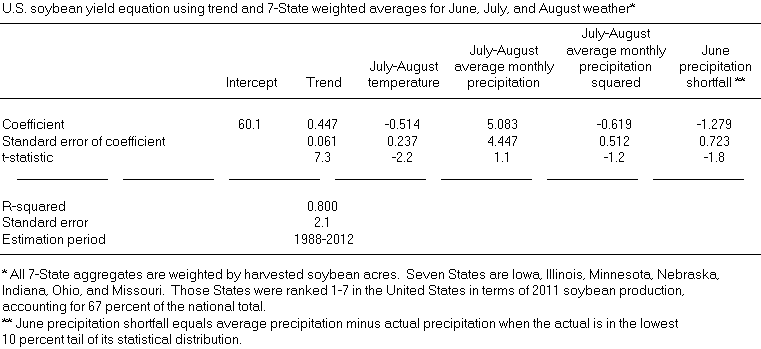 U.S. soybean yield equation using trend and 7-State weighted averages for June, July, and August weather*
July-August July-August
average monthly June
July-August average monthly precipitation precipitation
Intercept Trend temperature precipitation squared shortfall **
Coefficient 60.1 0.447 -0.514 5.083 -0.619 -1.279
Standard error of coefficient 0.061 0.237 4.447 0.512 0.723
t-statistic 7.3 -2.2 1.1 -1.2 -1.8
R-squared 0.800
Standard error 2.1
Estimation period 1988-2012
* All 7-State aggregates are weighted by harvested soybean acres. Seven States are Iowa, Illinois, Minnesota, Nebraska,
Indiana, Ohio, and Missouri. Those States were ranked 1-7 in the United States in terms of 2011 soybean production,
accounting for 67 percent of the national total.
** June precipitation shortfall equals average precipitation minus actual precipitation when the actual is in the lowest
10 percent tail of its statistical distribution.